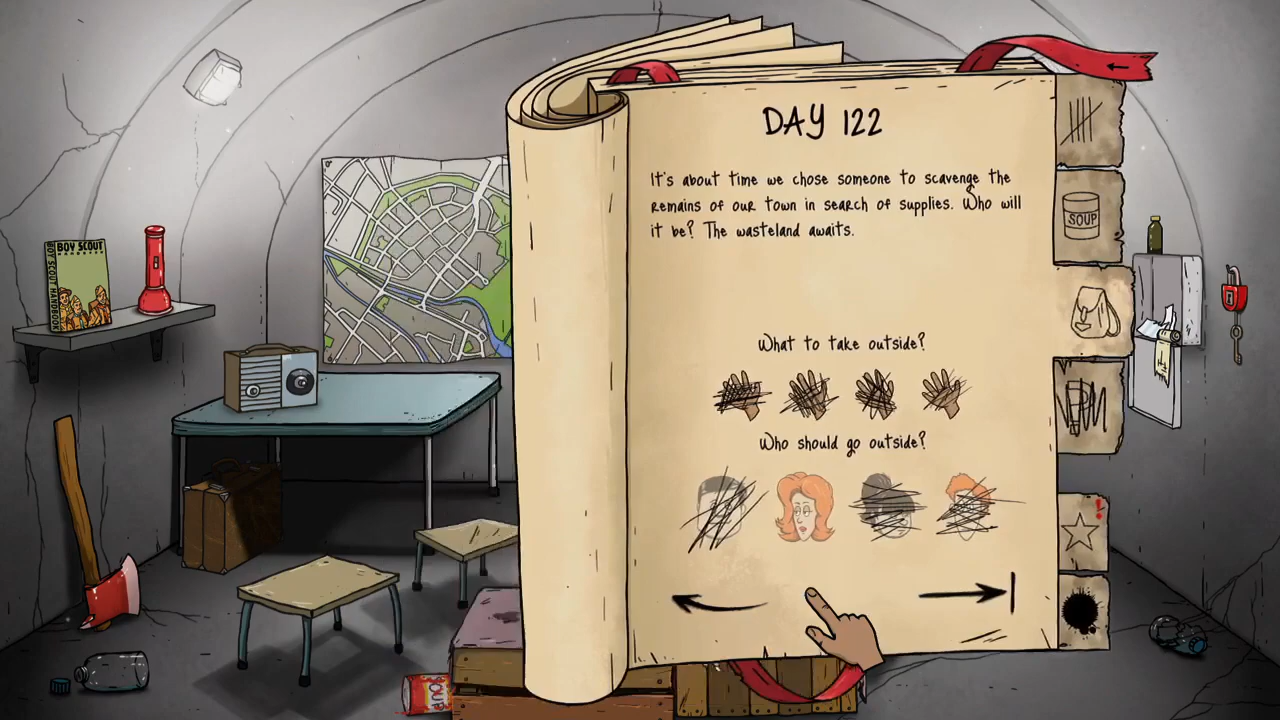 DAY 122
It's about time we chose someone to scavenge the
remains of our town in search of supplies. Who will
it be? The wasteland awaits.
What to take outside?
Who should go outside?
BOY SCOUT
HANDBOOK
BOY SCOUT HANDBOOK
SOUP
SOUP